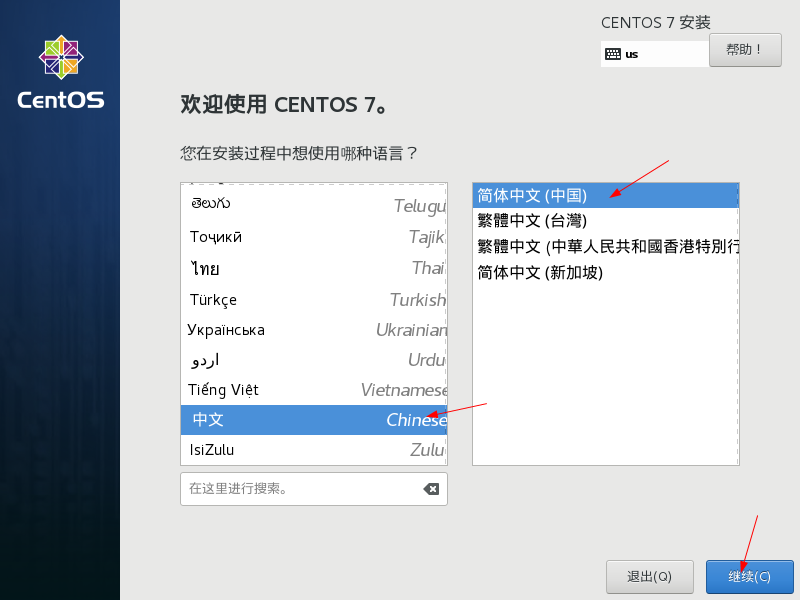 CENTOS 7 安装
us
帮助！
CentOS
欢迎使用 CENTOS 7。
您在安装过程中想使用哪种语言？
తెలుగు Telugu
Тоҷикӣ Tajik
ไทย Thai
Türkçe Turkish
Українська Ukrainian
اردو Urdu
Tiếng Việt Vietnamese
中文 Chinese
IsiZulu Zulu
简体中文 (中国)
繁體中文 (台灣)
繁體中文 (中華人民共和國香港特別行
简体中文 (新加坡)
在这里进行搜索。
退出(Q)
继续(C)